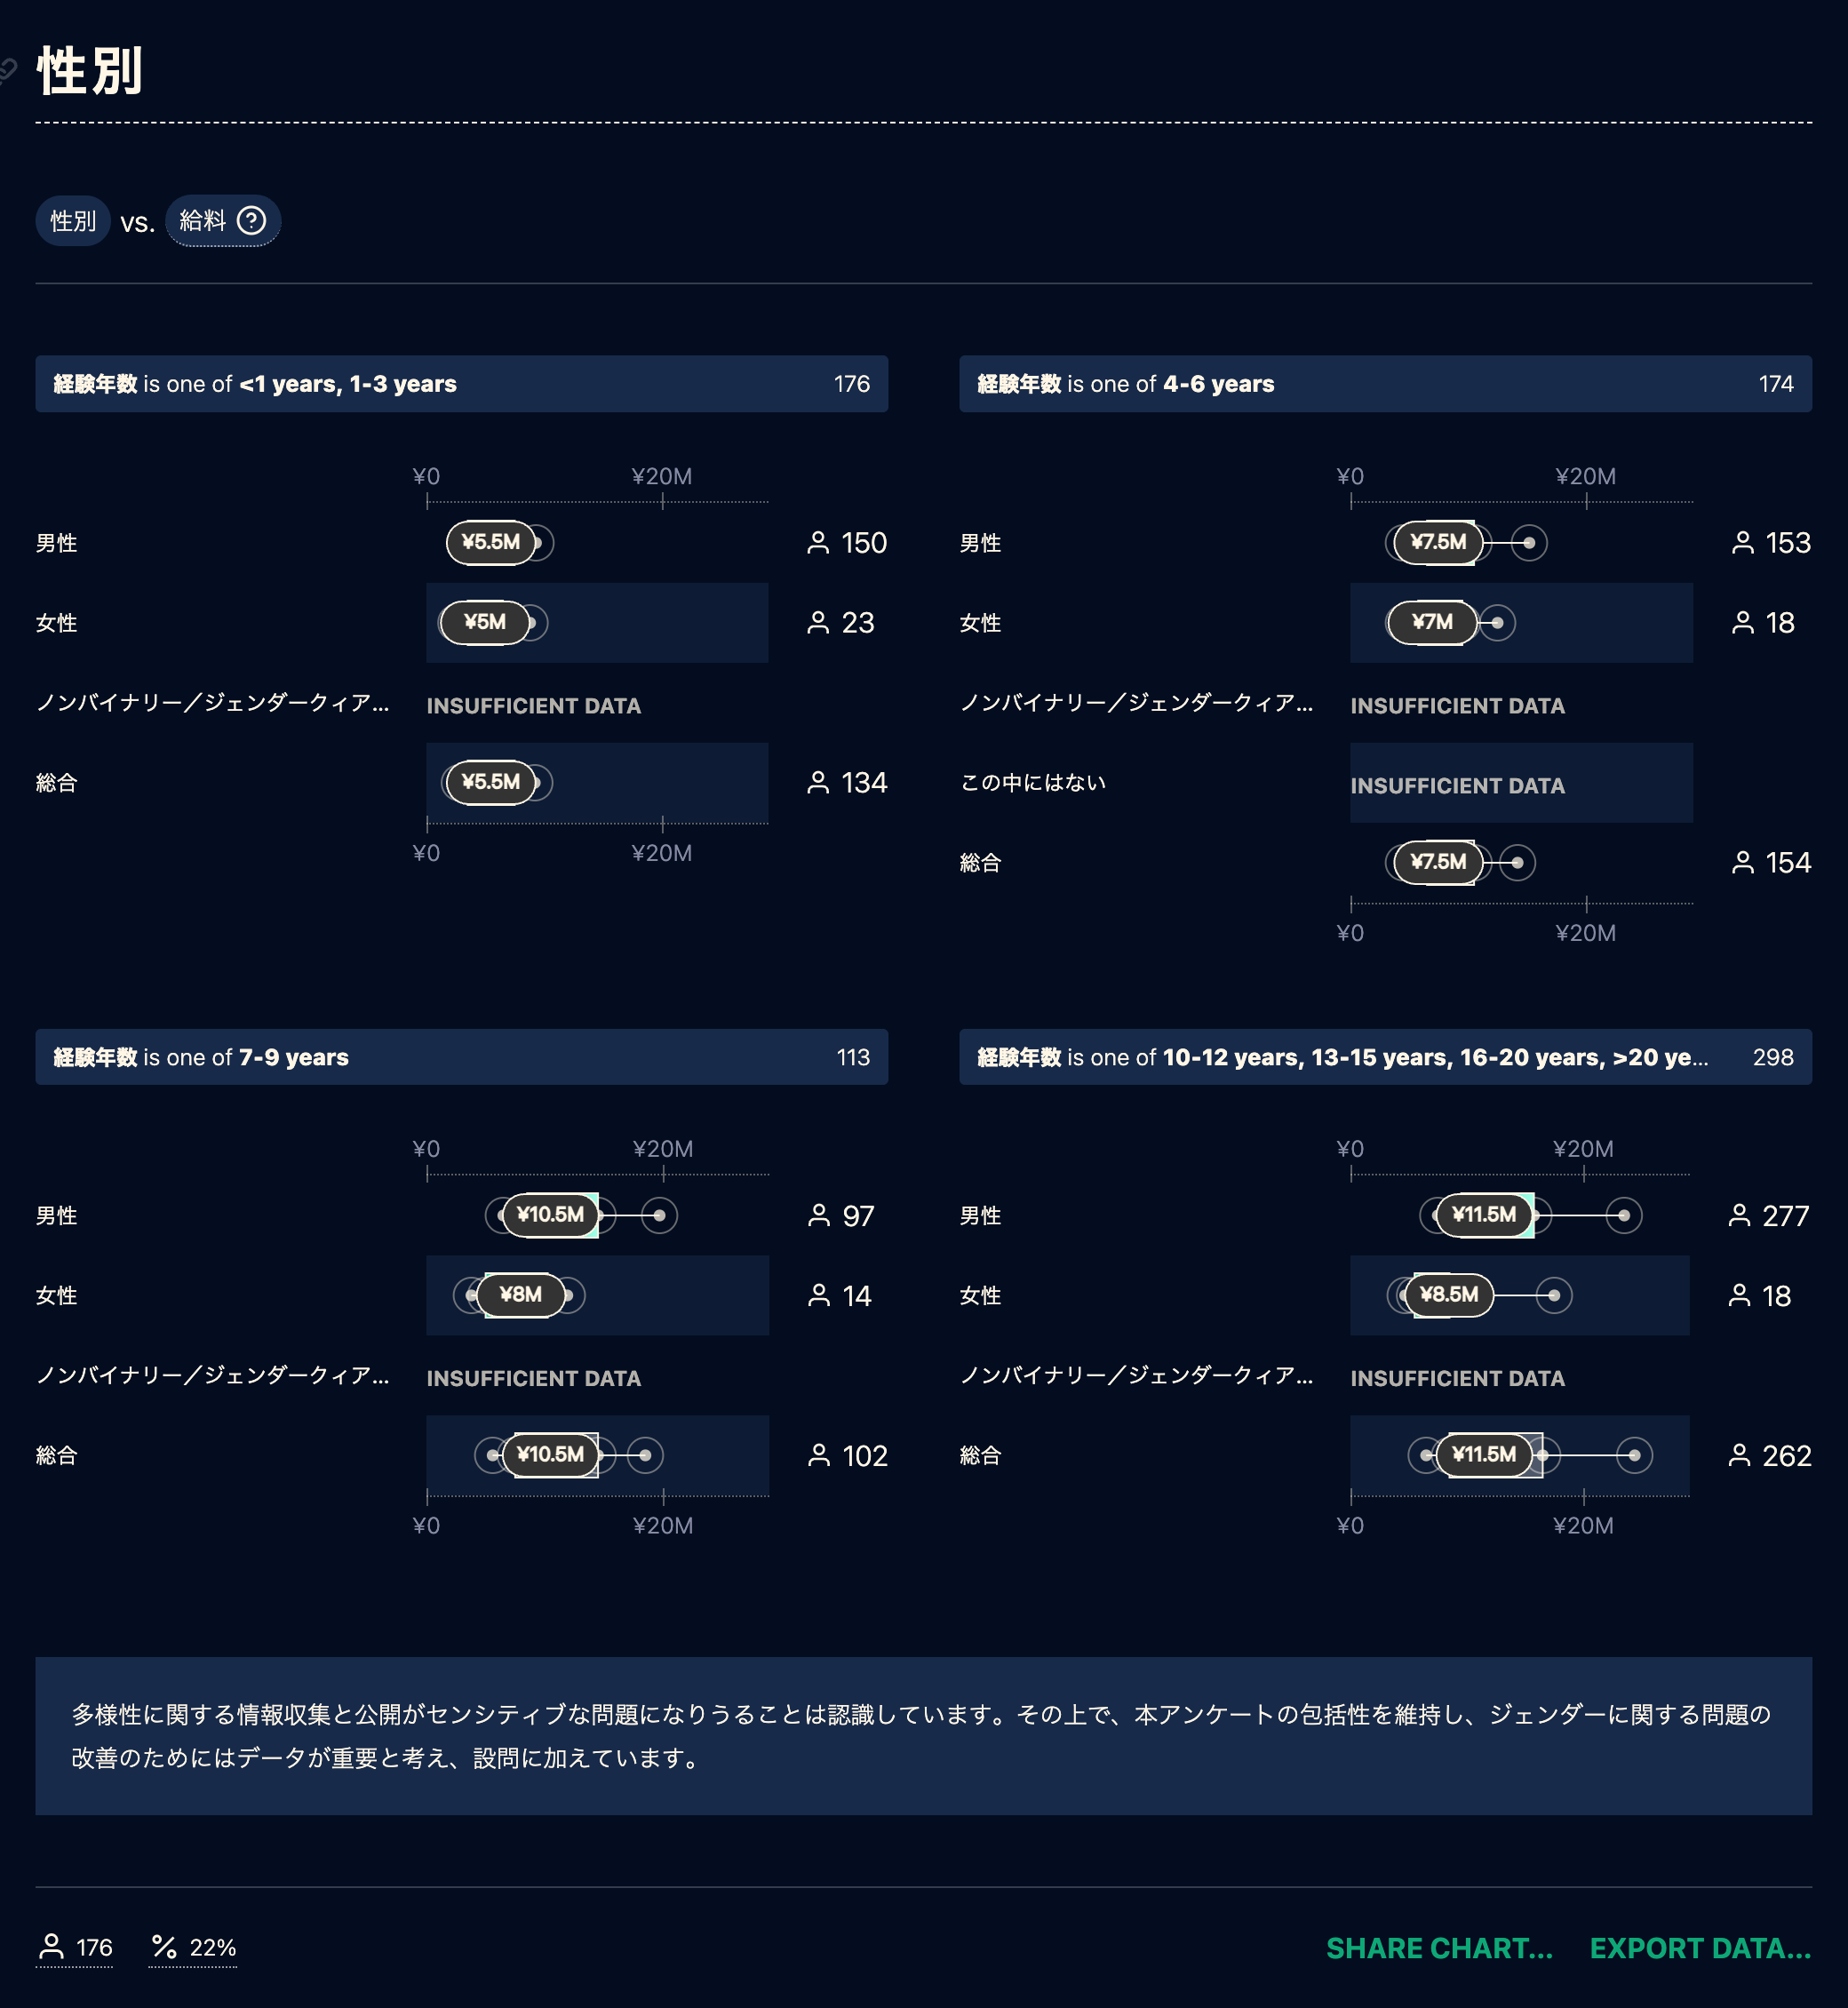 性別
性別 vs. 給料 ?
経験年数 is one of <1 years, 1-3 years 176
¥0 ¥20M
男性 ¥5.5M 150
女性 ¥5M 23
ノンバイナリー／ジェンダークィア... INSUFFICIENT DATA
総合 ¥5.5M 134
¥0 ¥20M
経験年数 is one of 4-6 years 174
¥0 ¥20M
男性 ¥7.5M 153
女性 ¥7M 18
ノンバイナリー／ジェンダークィア... INSUFFICIENT DATA
この中にはない INSUFFICIENT DATA
総合 ¥7.5M 154
¥0 ¥20M
経験年数 is one of 7-9 years 113
¥0 ¥20M
男性 ¥10.5M 97
女性 ¥8M 14
ノンバイナリー／ジェンダークィア... INSUFFICIENT DATA
総合 ¥10.5M 102
¥0 ¥20M
経験年数 is one of 10-12 years, 13-15 years, 16-20 years, >20 ye... 298
¥0 ¥20M
男性 ¥11.5M 277
女性 ¥8.5M 18
ノンバイナリー／ジェンダークィア... INSUFFICIENT DATA
総合 ¥11.5M 262
¥0 ¥20M
多様性に関する情報収集と公開がセンシティブな問題になりうることは認識しています。その上で、本アンケートの包括性を維持し、ジェンダーに関する問題の
改善のためにはデータが重要と考え、設問に加えています。
176 % 22% SHARE CHART... EXPORT DATA...